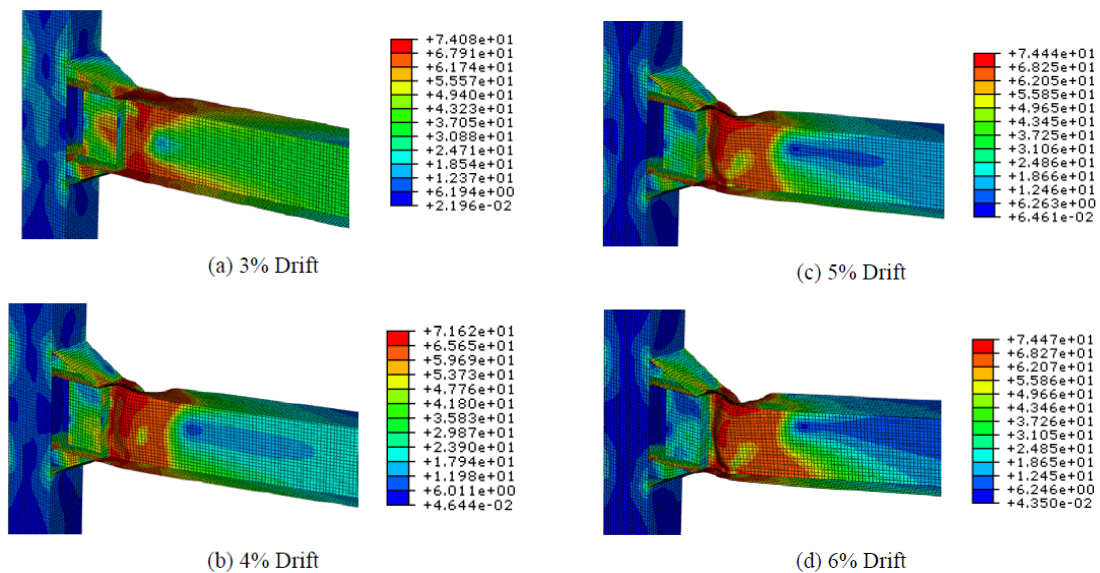 +7.408e+01
+6.791e+01
+6.174e+01
+5.557e+01
+4.940e+01
+4.323e+01
+3.705e+01
+3.088e+01
+2.471e+01
+1.854e+01
+1.237e+01
+6.194e+00
+2.196e-02
(a) 3% Drift
+7.444e+01
+6.825e+01
+6.205e+01
+5.585e+01
+4.965e+01
+4.345e+01
+3.725e+01
+3.106e+01
+2.486e+01
+1.866e+01
+1.246e+01
+6.263e+00
+6.461e-02
(c) 5% Drift
+7.162e+01
+6.565e+01
+5.969e+01
+5.373e+01
+4.776e+01
+4.180e+01
+3.583e+01
+2.987e+01
+2.390e+01
+1.794e+01
+1.198e+01
+6.011e+00
+4.644e-02
(b) 4% Drift
+7.447e+01
+6.827e+01
+6.207e+01
+5.586e+01
+4.966e+01
+4.346e+01
+3.726e+01
+3.105e+01
+2.485e+01
+1.865e+01
+1.245e+01
+6.246e+00
+4.350e-02
(d) 6% Drift